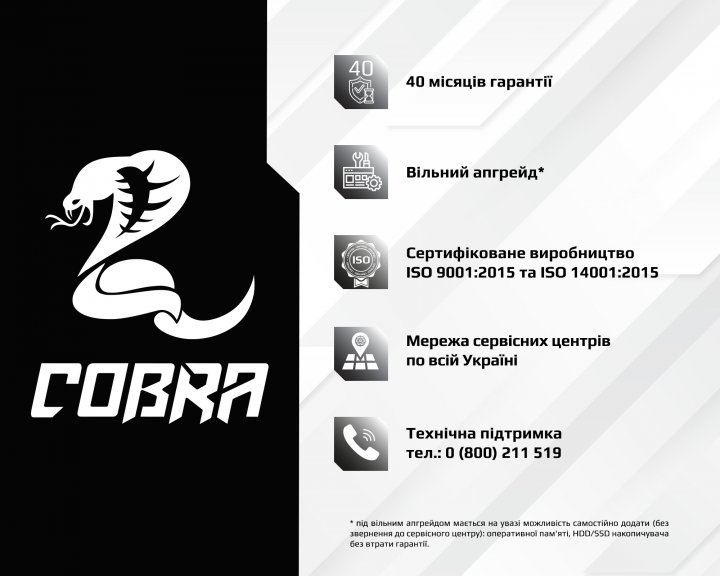 40
40 місяців гарантії
Вільний апгрейд*
ISO
Сертифіковане виробництво
ISO 9001:2015 та ISO 14001:2015
Мережа сервісних центрів
по всій Україні
COBRA
Технічна підтримка
тел.: 0 (800) 211 519
* під вільним апгрейдом мається на увазі можливість самостійно додати (без
звернення до сервісного центру): оперативної пам'яті, HDD/SSD накопичувача
без втрати гарантії.